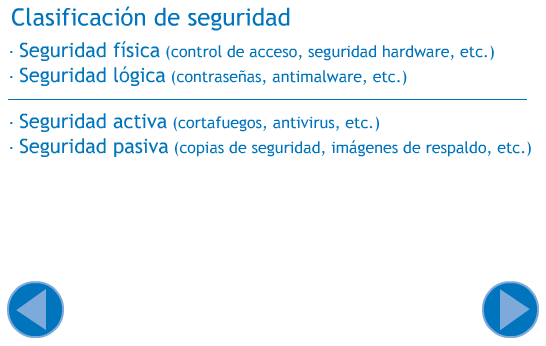 Clasificación de seguridad
· Seguridad física (control de acceso, seguridad hardware, etc.)
· Seguridad lógica (contraseñas, antimalware, etc.)
· Seguridad activa (cortafuegos, antivirus, etc.)
· Seguridad pasiva (copias de seguridad, imágenes de respaldo, etc.)